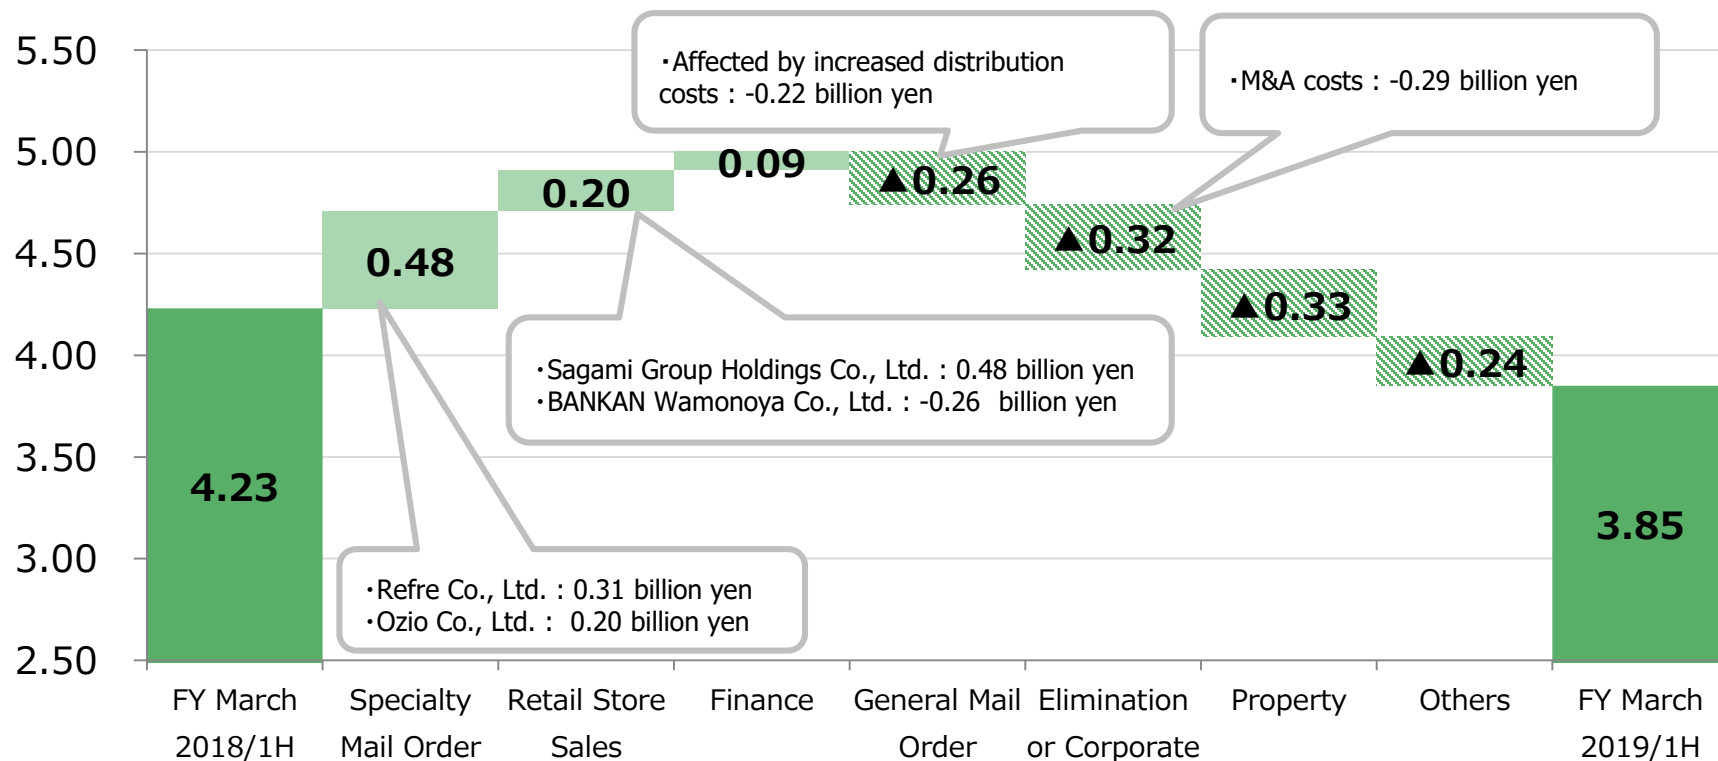 ・Affected by increased distribution
costs : -0.22 billion yen
・M&A costs : -0.29 billion yen
5.50
5.00
4.50
4.00
3.50
3.00
2.50
4.23
0.48
0.20
0.09
▲0.26
▲0.32
▲0.33
▲0.24
3.85
・Sagami Group Holdings Co., Ltd. : 0.48 billion yen
・BANKAN Wamonoya Co., Ltd. : -0.26 billion yen
・Refre Co., Ltd. : 0.31 billion yen
・Ozio Co., Ltd. : 0.20 billion yen
FY March
2018/1H
Specialty
Mail Order
Retail Store
Sales
Finance
General Mail
Order
Elimination
or Corporate
Property
Others
FY March
2019/1H